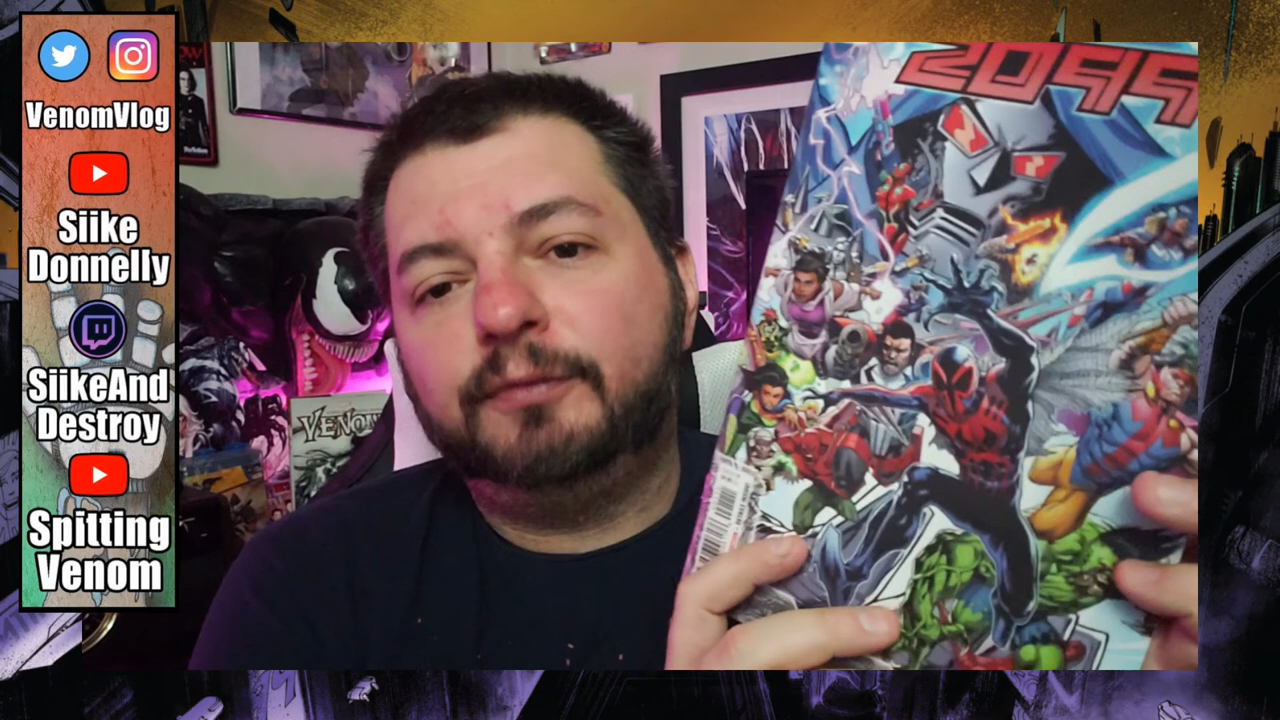 VenomVlog
Siike
Donnelly
SiikeAnd
Destroy
Spitting
Venom
2099
VENOM